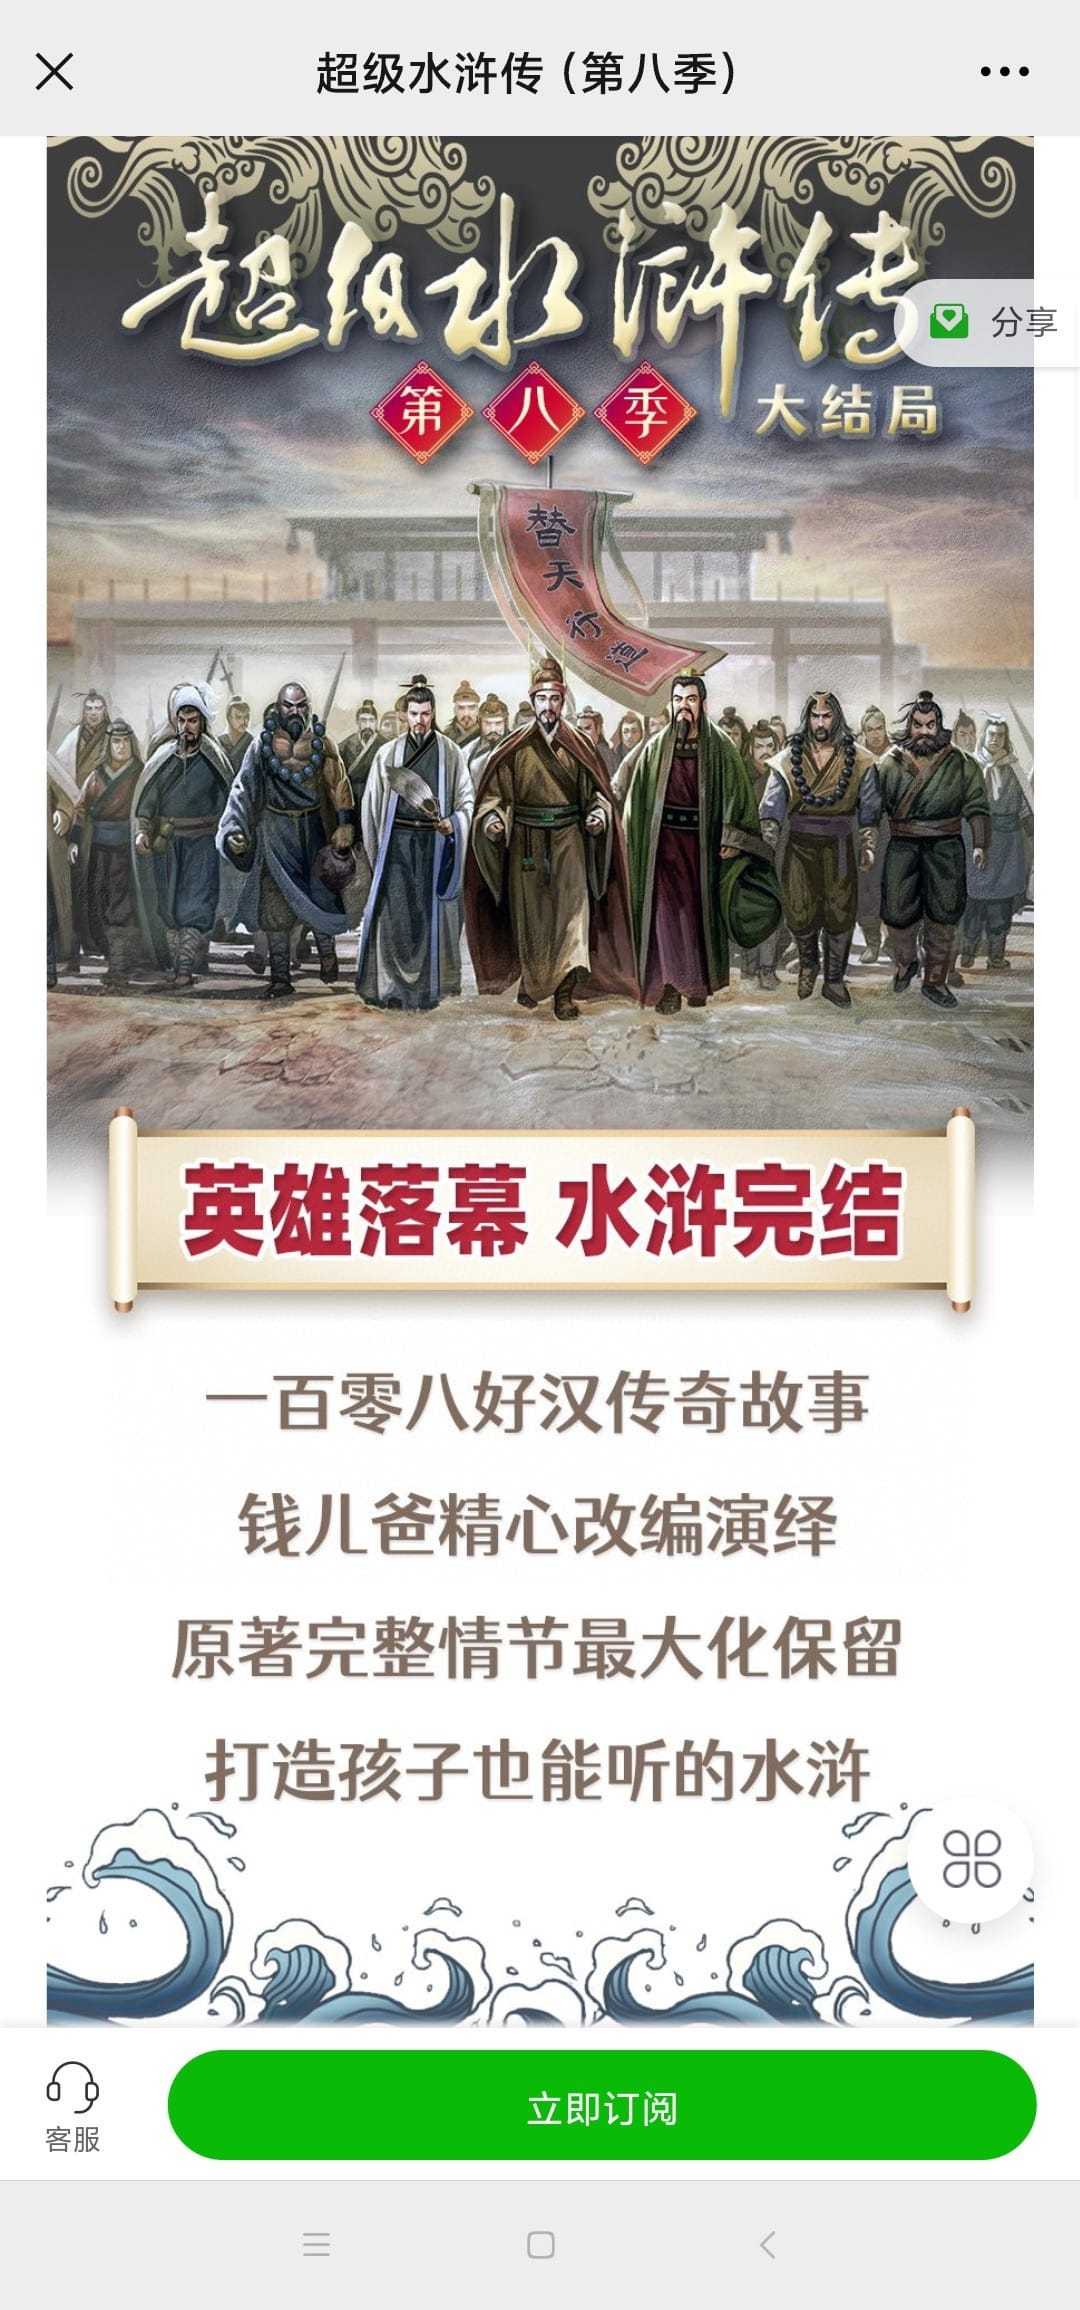 超级水浒传（第八季）
超级水浒传
分享
第八季
大结局
替天行道
英雄落幕 水浒完结
一百零八好汉传奇故事
钱儿爸精心改编演绎
原著完整情节最大化保留
打造孩子也能听的水浒
客服
立即订阅